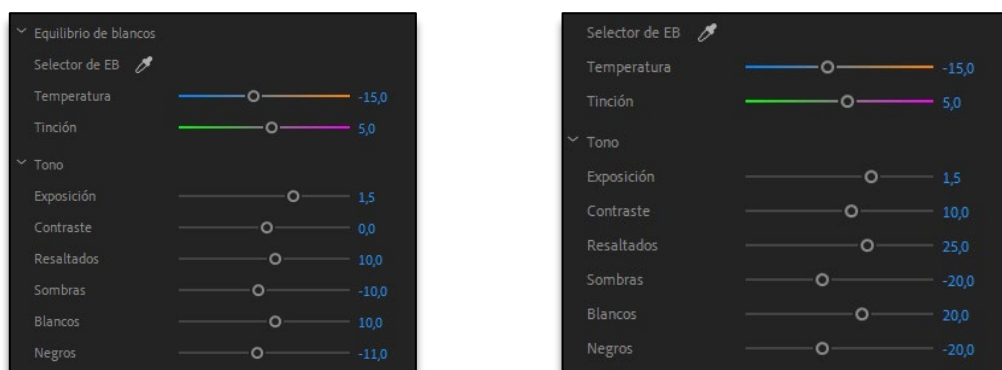 Equilibrio de blancos
Selector de EB
Temperatura -15,0
Tinción 5,0
Tono
Exposición 1,5
Contraste 0,0
Resaltados 10,0
Sombras -10,0
Blancos 10,0
Negros -11,0
Selector de EB
Temperatura -15,0
Tinción 5,0
Tono
Exposición 1,5
Contraste 10,0
Resaltados 25,0
Sombras -20,0
Blancos 20,0
Negros -20,0